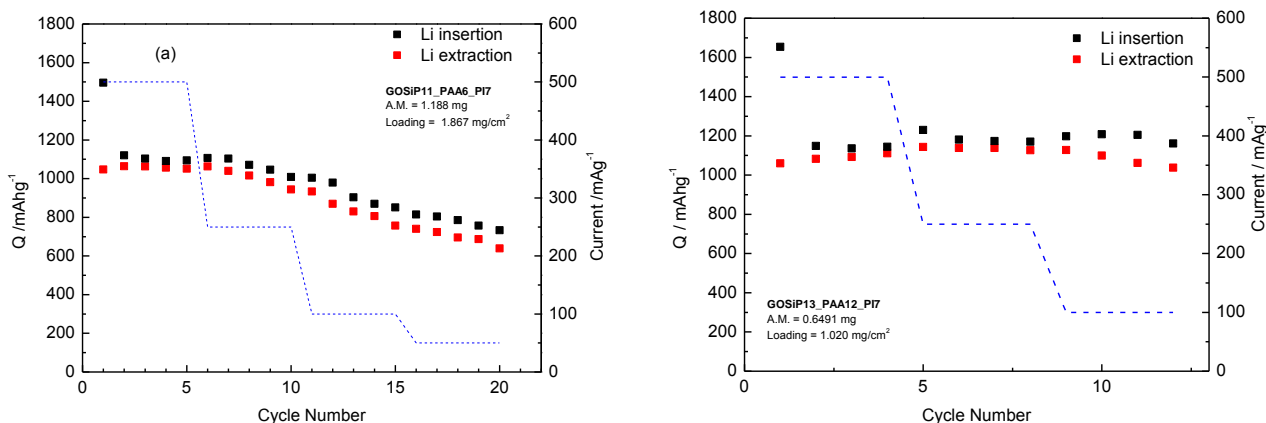 1800
1600
1400
1200
1000
800
600
400
200
0
Q /mAhg-1
0
5
10
15
20
Cycle Number
600
500
400
300
200
100
0
Current /mAg-1
(a)
Li insertion
Li extraction
GOSiP11_PAA6_PI7
A.M. = 1.188 mg
Loading = 1.867 mg/cm2
1800
1600
1400
1200
1000
800
600
400
200
0
Q /mAhg-1
0
5
10
Cycle Number
600
500
400
300
200
100
0
Current /mAg-1
Li insertion
Li extraction
GOSiP13_PAA12_PI7
A.M. = 0.6491 mg
Loading = 1.020 mg/cm2